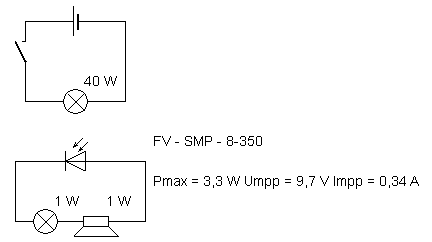 40 W
FV - SMP - 8-350
Pmax = 3,3 W Umpp = 9,7 V Impp = 0,34 A
1 W 1 W